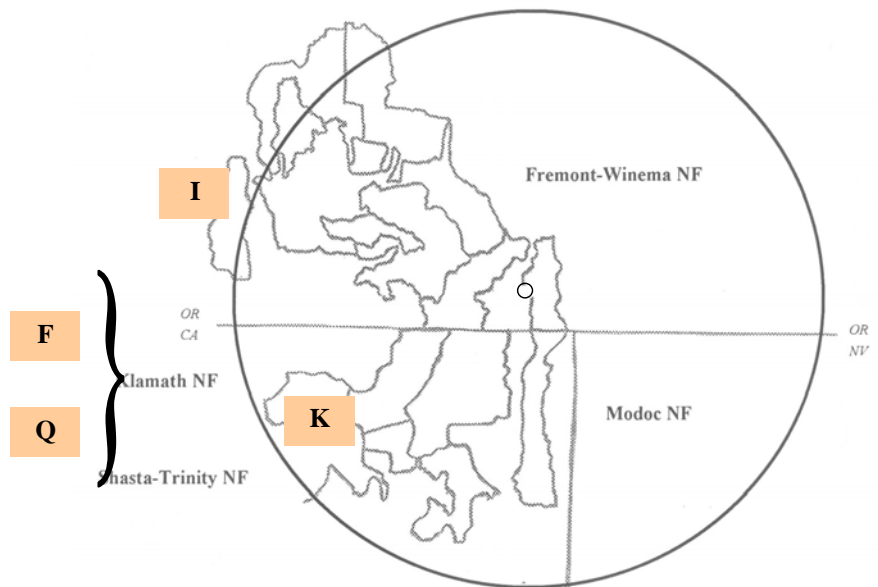 I
Fremont-Winema NF
OR
CA
OR
NV
F
Klamath NF
K
Modoc NF
Q
Shasta-Trinity NF